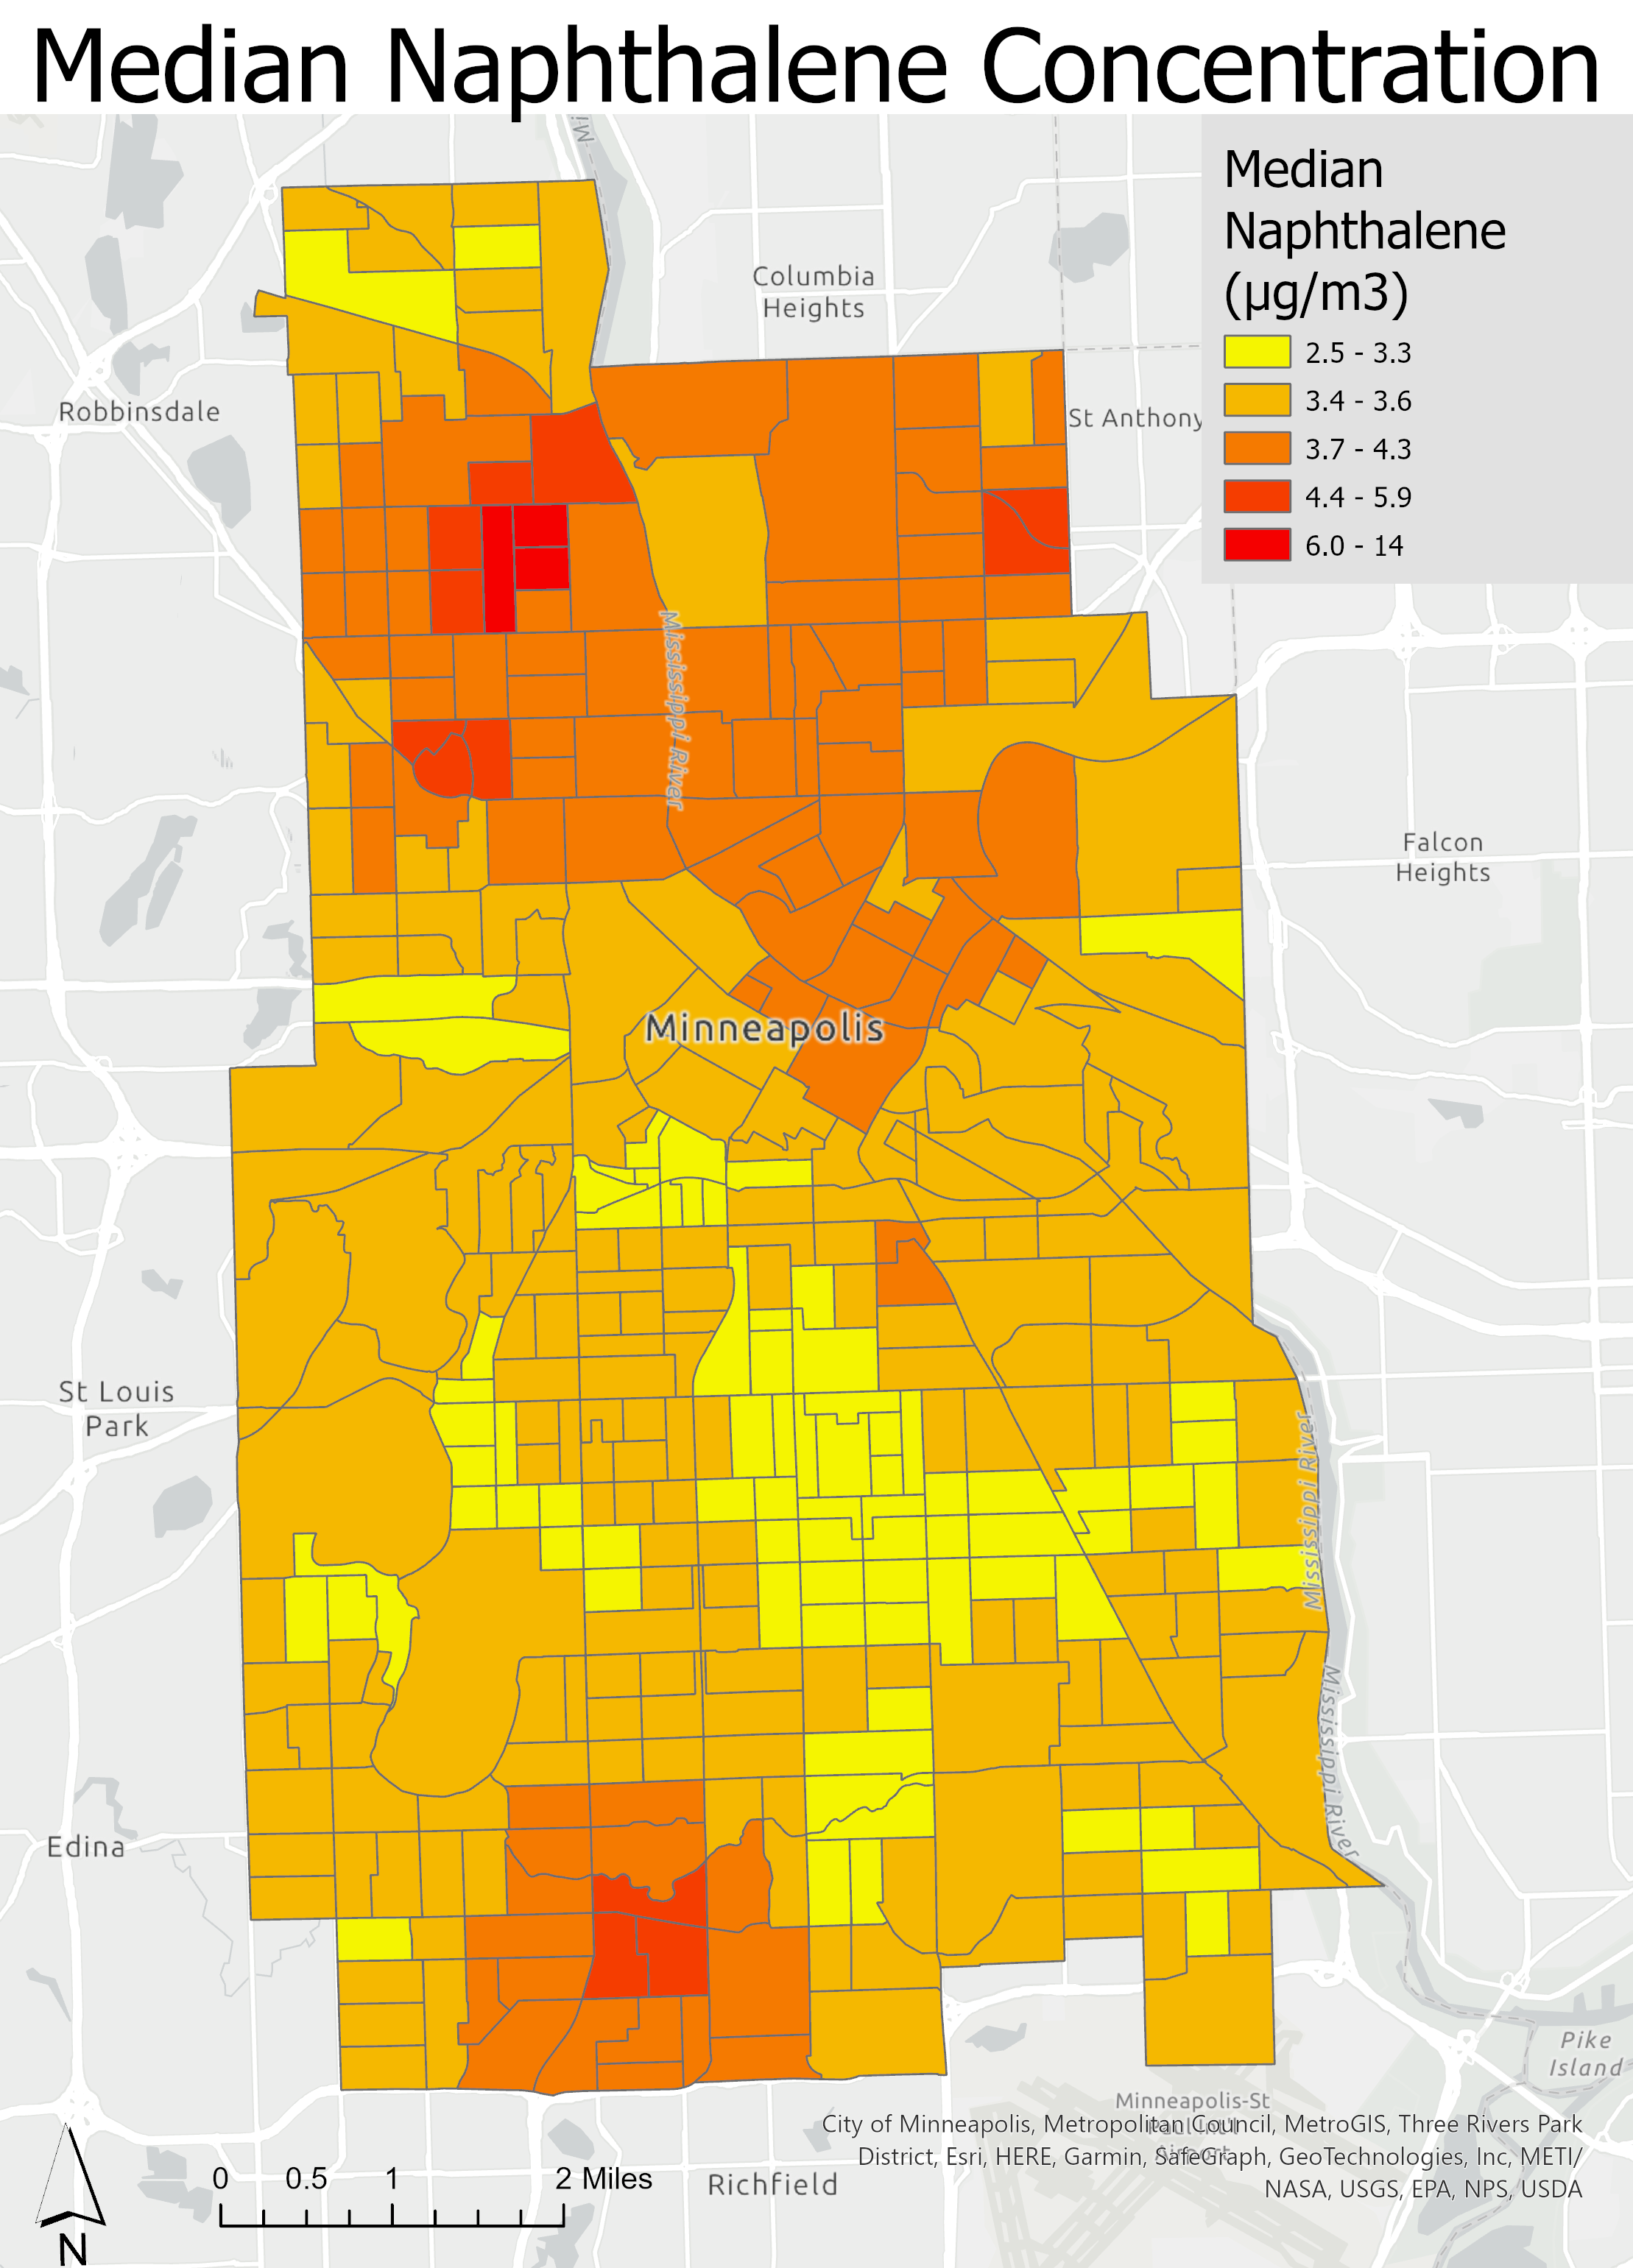 Median Naphthalene Concentration
Median
Naphthalene
(µg/m3)
2.5 - 3.3
3.4 - 3.6
3.7 - 4.3
4.4 - 5.9
6.0 - 14
Mi
Columbia
Heights
Robbinsdale
St Anthony
Mississippi River
Falcon
Heights
Minneapolis
St Louis
Park
Mississippi River
Mississippi River
Edina
Pike
Island
Minneapolis-St
Paul Int'l
Airport
City of Minneapolis, Metropolitan Council, MetroGIS, Three Rivers Park
District, Esri, HERE, Garmin, SafeGraph, GeoTechnologies, Inc, METI/
NASA, USGS, EPA, NPS, USDA
0 0.5 1 2 Miles
Richfield
N